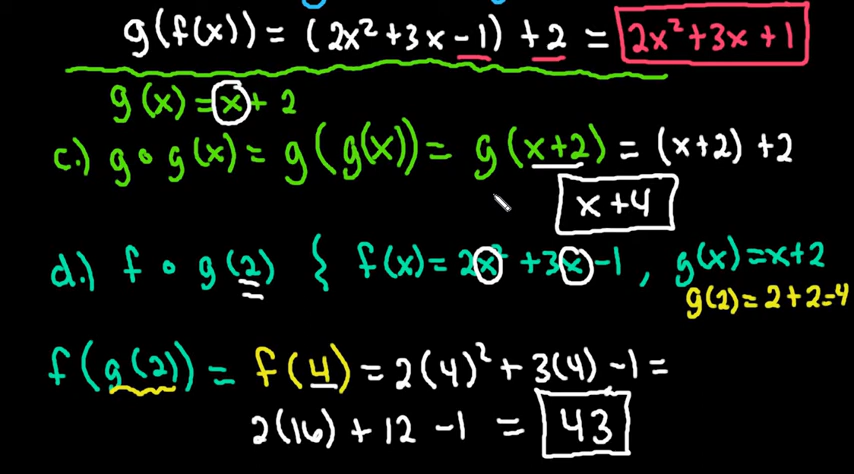 g(f(x)) = (2x² + 3x - 1) + 2 = 2x² + 3x + 1
g(x) = x + 2
c.) g ∘ g(x) = g(g(x)) = g(x+2) = (x+2) + 2
x + 4
d.) f ∘ g(2) { f(x) = 2x² + 3x - 1, g(x) = x + 2
g(2) = 2 + 2 = 4
f(g(2)) = f(4) = 2(4)² + 3(4) - 1 =
2(16) + 12 - 1 = 43